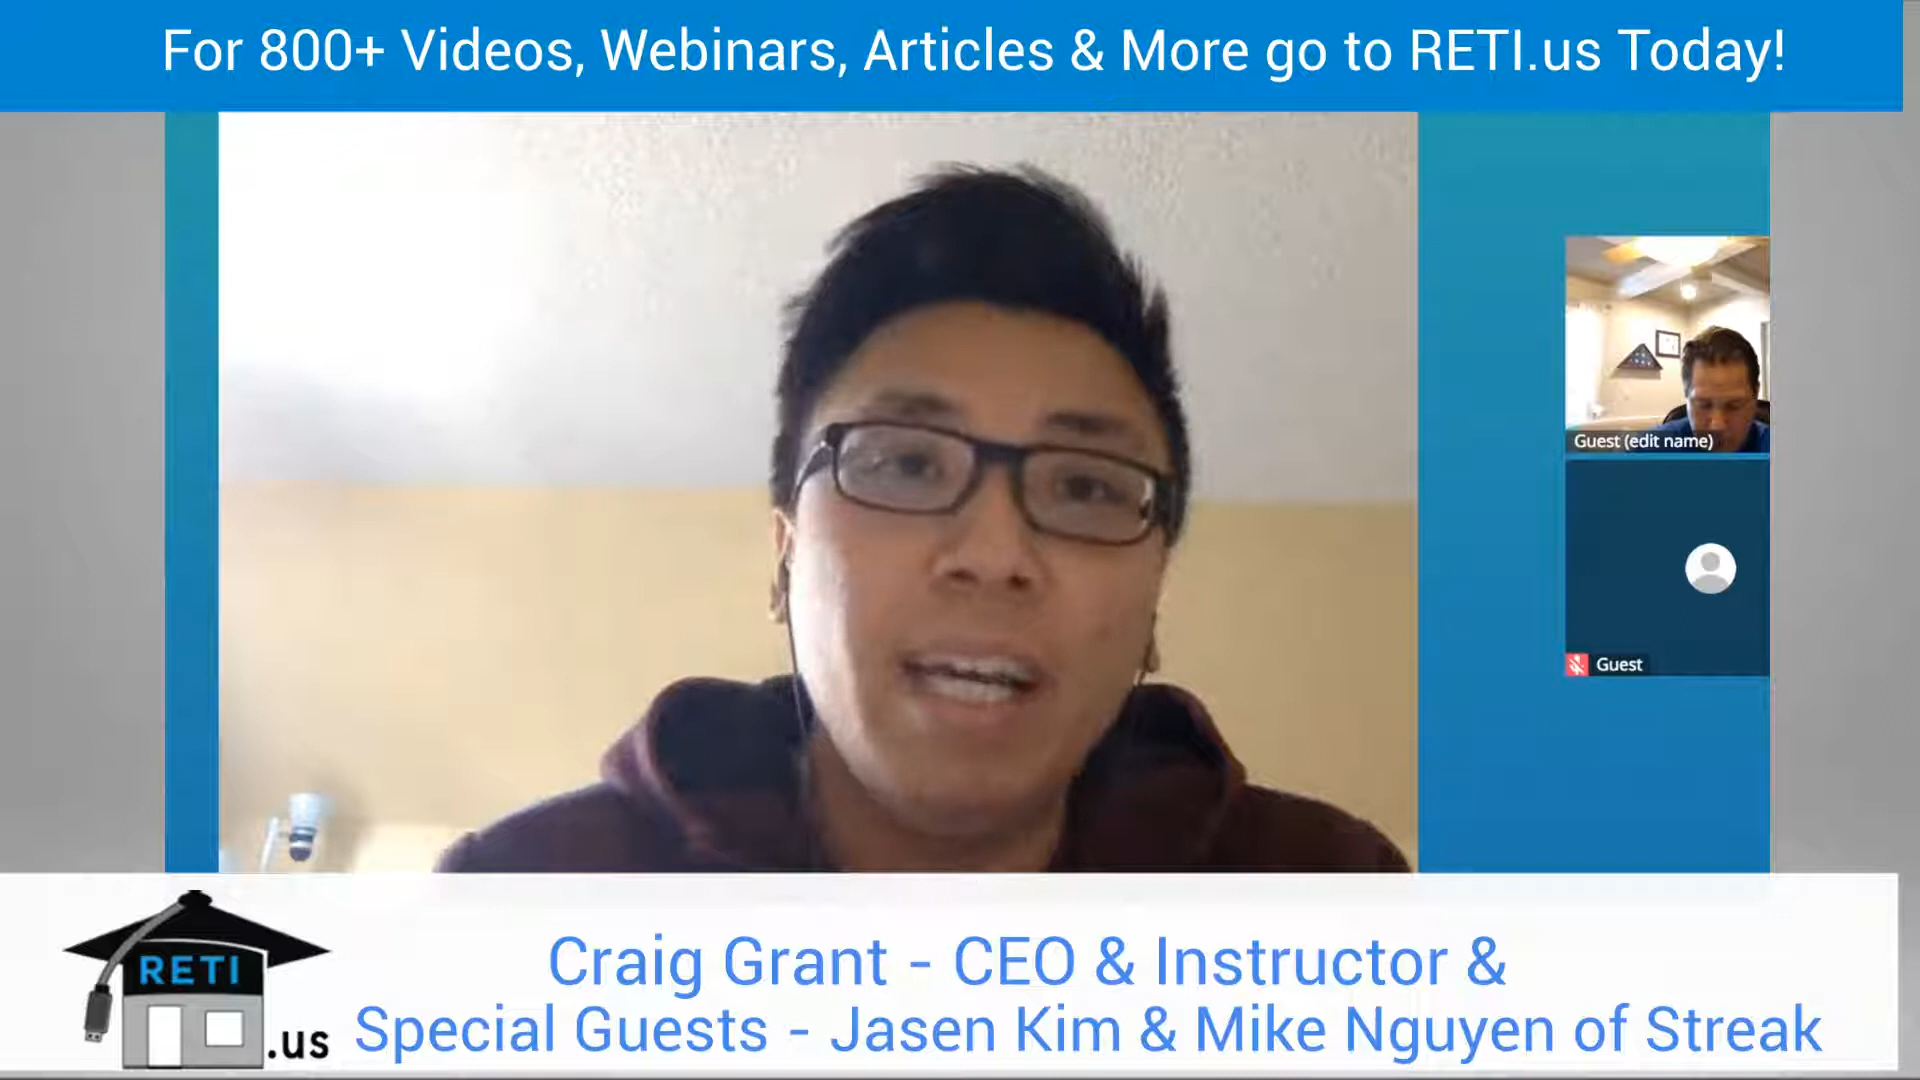 For 800+ Videos, Webinars, Articles & More go to RETI.us Today!
Guest (edit name)
Guest
RETI
.us
Craig Grant - CEO & Instructor &
Special Guests - Jasen Kim & Mike Nguyen of Streak